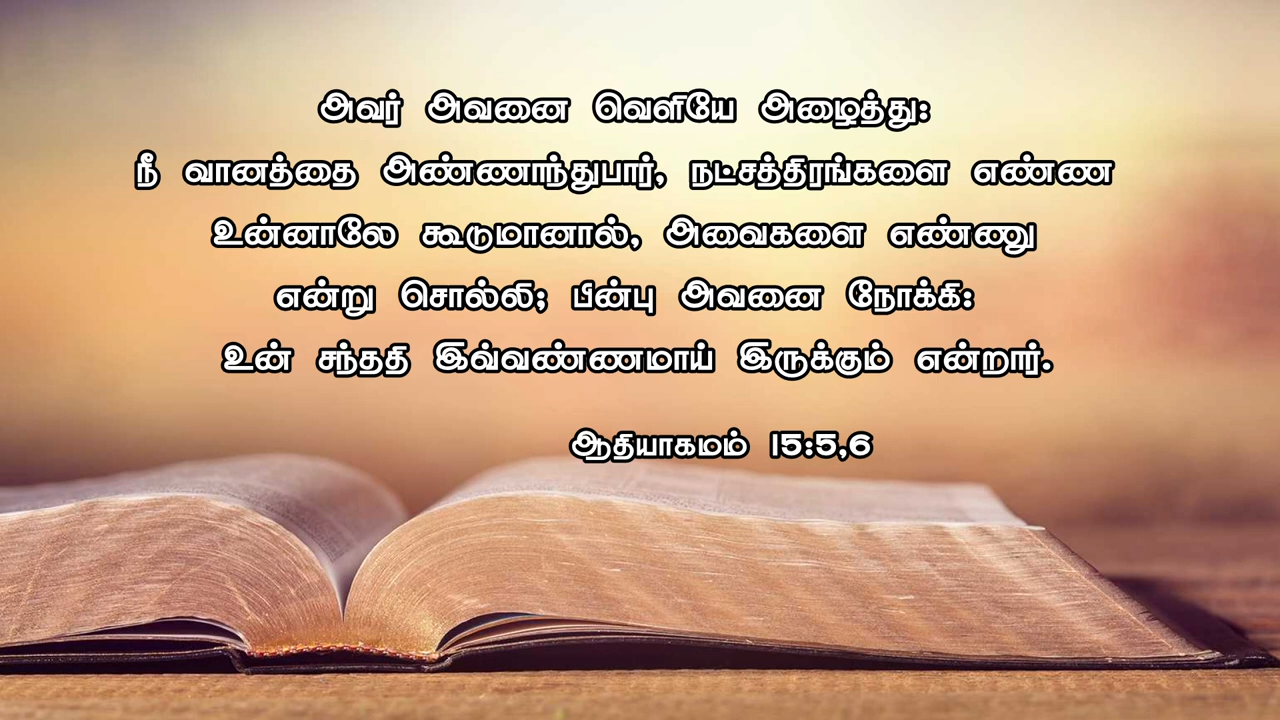 அவர் அவனை வெளியே அழைத்து:
நீ வானத்தை அண்ணாந்துபார், நட்சத்திரங்களை எண்ண
உன்னாலே கூடுமானால், அவைகளை எண்ணு
என்று சொல்லி; பின்பு அவனை நோக்கி:
உன் சந்ததி இவ்வண்ணமாய் இருக்கும் என்றார்.
ஆதியாகமம் 15:5,6